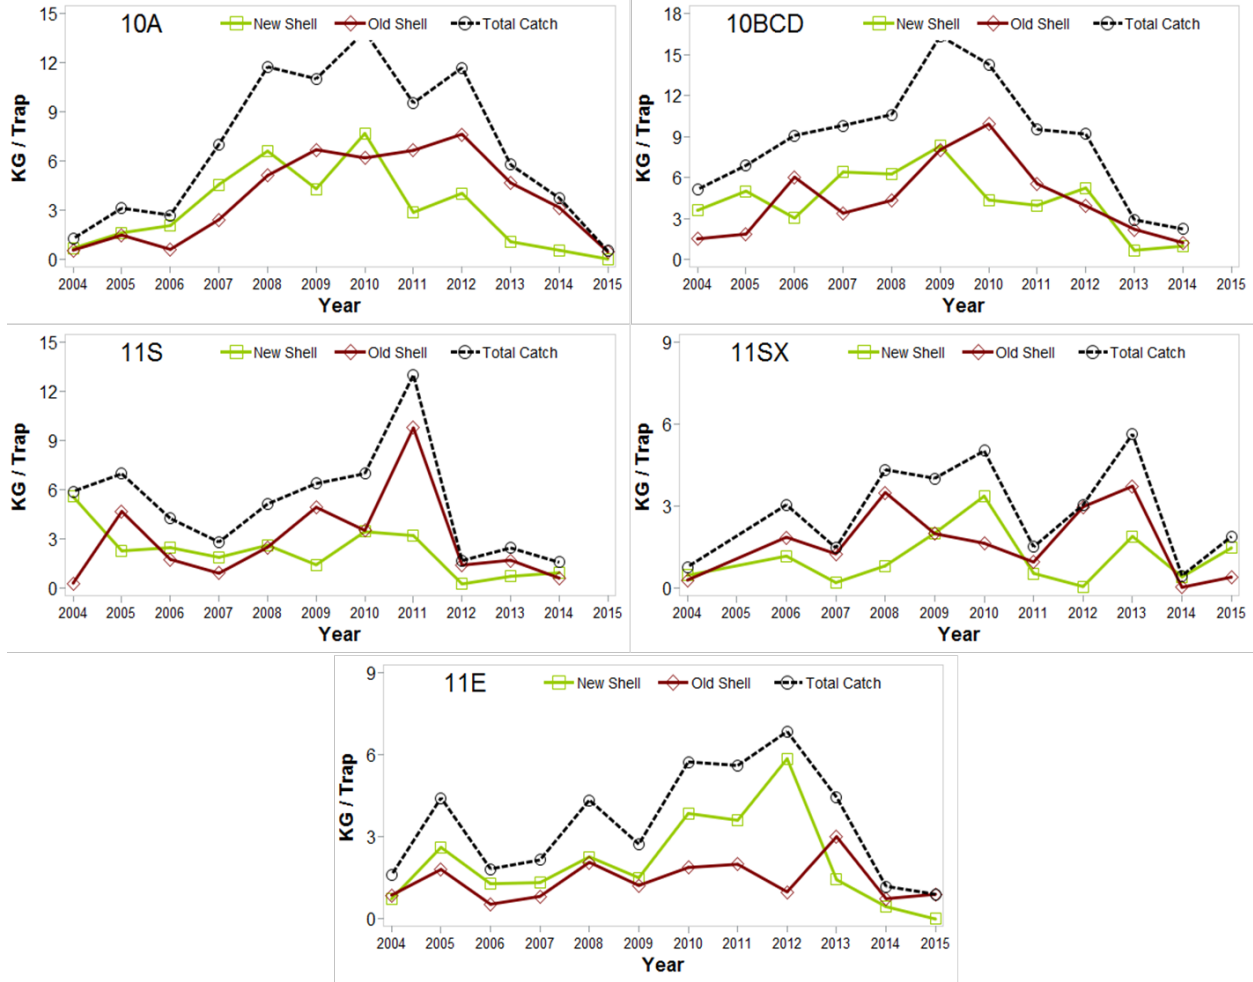 10A
New Shell Old Shell Total Catch
15
12
9
6
3
0
KG / Trap
2004 2005 2006 2007 2008 2009 2010 2011 2012 2013 2014 2015
Year
10BCD
New Shell Old Shell Total Catch
18
15
12
9
6
3
0
KG / Trap
2004 2005 2006 2007 2008 2009 2010 2011 2012 2013 2014 2015
Year
11S
New Shell Old Shell Total Catch
15
12
9
6
3
0
KG / Trap
2004 2005 2006 2007 2008 2009 2010 2011 2012 2013 2014 2015
Year
11SX
New Shell Old Shell Total Catch
9
6
3
0
KG / Trap
2004 2005 2006 2007 2008 2009 2010 2011 2012 2013 2014 2015
Year
11E
New Shell Old Shell Total Catch
9
6
3
0
KG / Trap
2004 2005 2006 2007 2008 2009 2010 2011 2012 2013 2014 2015
Year